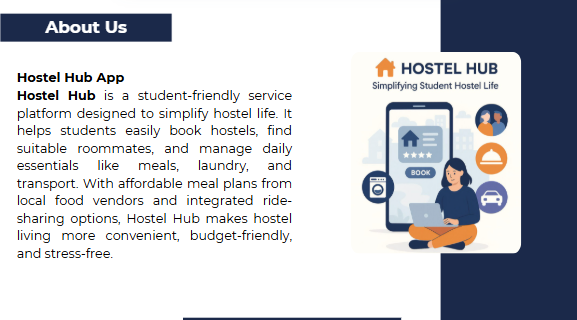 About Us
Hostel Hub App
Hostel Hub is a student-friendly service
platform designed to simplify hostel life. It
helps students easily book hostels, find
suitable roommates, and manage daily
essentials like meals, laundry, and
transport. With affordable meal plans from
local food vendors and integrated ride-
sharing options, Hostel Hub makes hostel
living more convenient, budget-friendly,
and stress-free.
HOSTEL HUB
Simplifying Student Hostel Life
BOOK